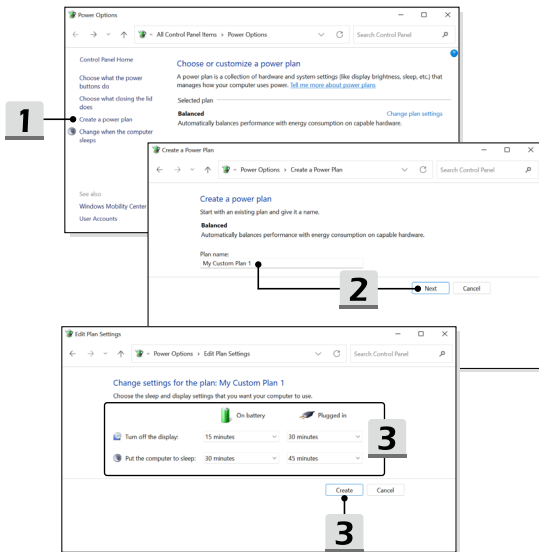 Power Options
All Control Panel Items › Power Options
Search Control Panel
Control Panel Home
Choose what the power
buttons do
Choose what closing the lid
does
Create a power plan
Change when the computer
sleeps
See also
Windows Mobility Center
User Accounts
Choose or customize a power plan
A power plan is a collection of hardware and system settings (like display brightness, sleep, etc.) that
manages how your computer uses power. Tell me more about power plans
Selected plan
Balanced Change plan settings
Automatically balances performance with energy consumption on capable hardware.
1
Create a Power Plan
Power Options › Create a Power Plan
Search Control Panel
Create a power plan
Start with an existing plan and give it a name.
Balanced
Automatically balances performance with energy consumption on capable hardware.
Plan name:
My Custom Plan 1
2
Next Cancel
Edit Plan Settings
Power Options › Edit Plan Settings
Search Control Panel
Change settings for the plan: My Custom Plan 1
Choose the sleep and display settings that you want your computer to use.
On battery Plugged in
Turn off the display: 15 minutes 30 minutes
Put the computer to sleep: 30 minutes 45 minutes
3
Create Cancel
3